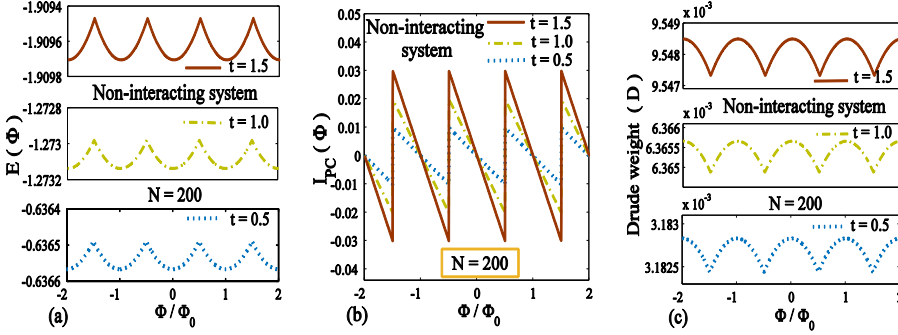 -1.9094
-1.9096
-1.9098
t = 1.5
Non-interacting system
-1.2728
-1.273
-1.2732
t = 1.0
E ( Φ )
N = 200
-0.6364
-0.6365
-0.6366
t = 0.5
-2 -1 0 1 2
(a) Φ / Φ0
0.04
0.03
0.02
0.01
0
-0.01
-0.02
-0.03
-0.04
Non-interacting
system
t = 1.5
t = 1.0
t = 0.5
IPC ( Φ )
N = 200
-2 -1 0 1 2
(b) Φ / Φ0
9.549 x 10-3
9.548
9.547
t = 1.5
Non-interacting system
6.366 x 10-3
6.3655
6.365
t = 1.0
Drude weight ( D )
N = 200
x 10-3
3.183
3.1825
t = 0.5
-2 -1 0 1 2
(c) Φ / Φ0